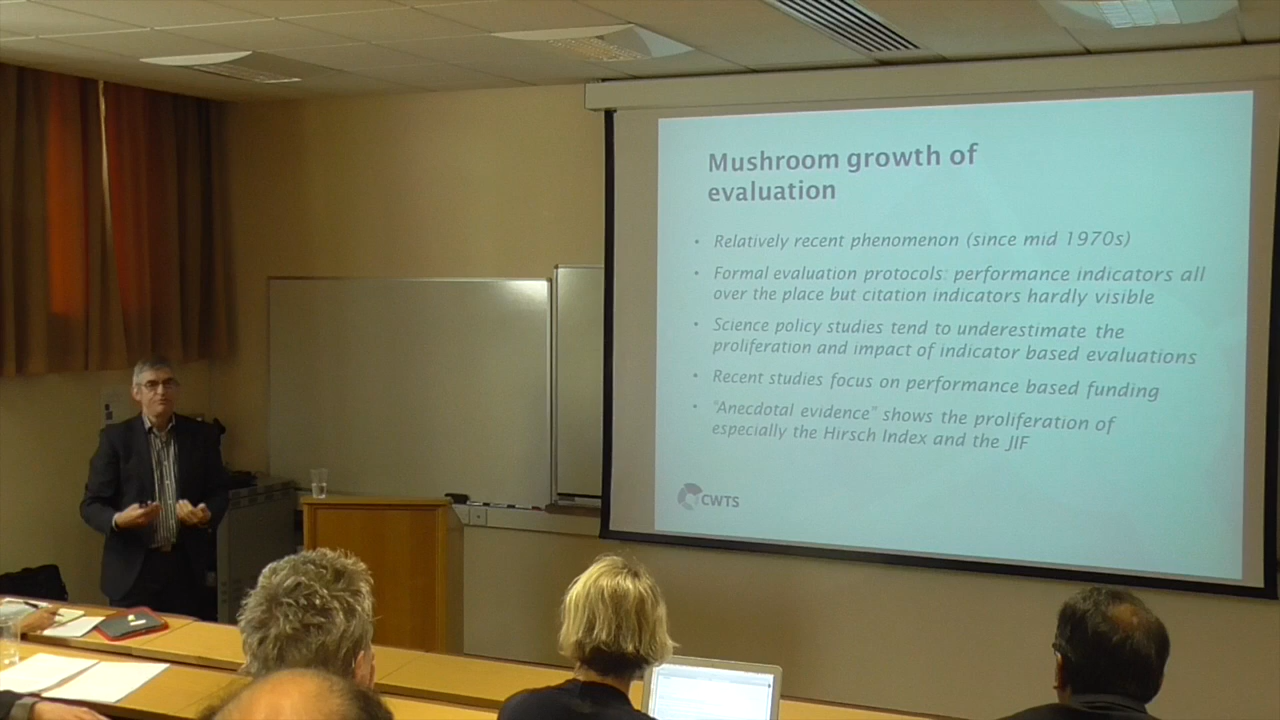 Mushroom growth of
evaluation
• Relatively recent phenomenon (since mid 1970s)
• Formal evaluation protocols: performance indicators all
over the place but citation indicators hardly visible
• Science policy studies tend to underestimate the
proliferation and impact of indicator based evaluations
• Recent studies focus on performance based funding
• "Anecdotal evidence" shows the proliferation of
especially the Hirsch Index and the JIF
CWTS